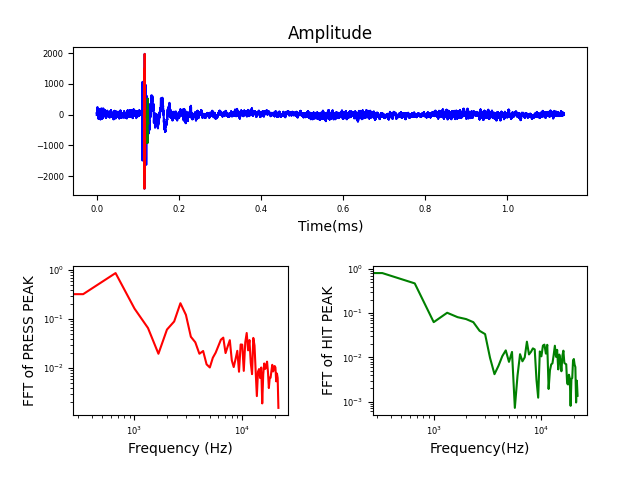 Amplitude
2000
1000
0
−1000
−2000
0.0 0.2 0.4 0.6 0.8 1.0
Time(ms)
FFT of PRESS PEAK
10⁰
10⁻¹
10⁻²
10³ 10⁴
Frequency (Hz)
FFT of HIT PEAK
10⁰
10⁻¹
10⁻²
10⁻³
10³ 10⁴
Frequency(Hz)